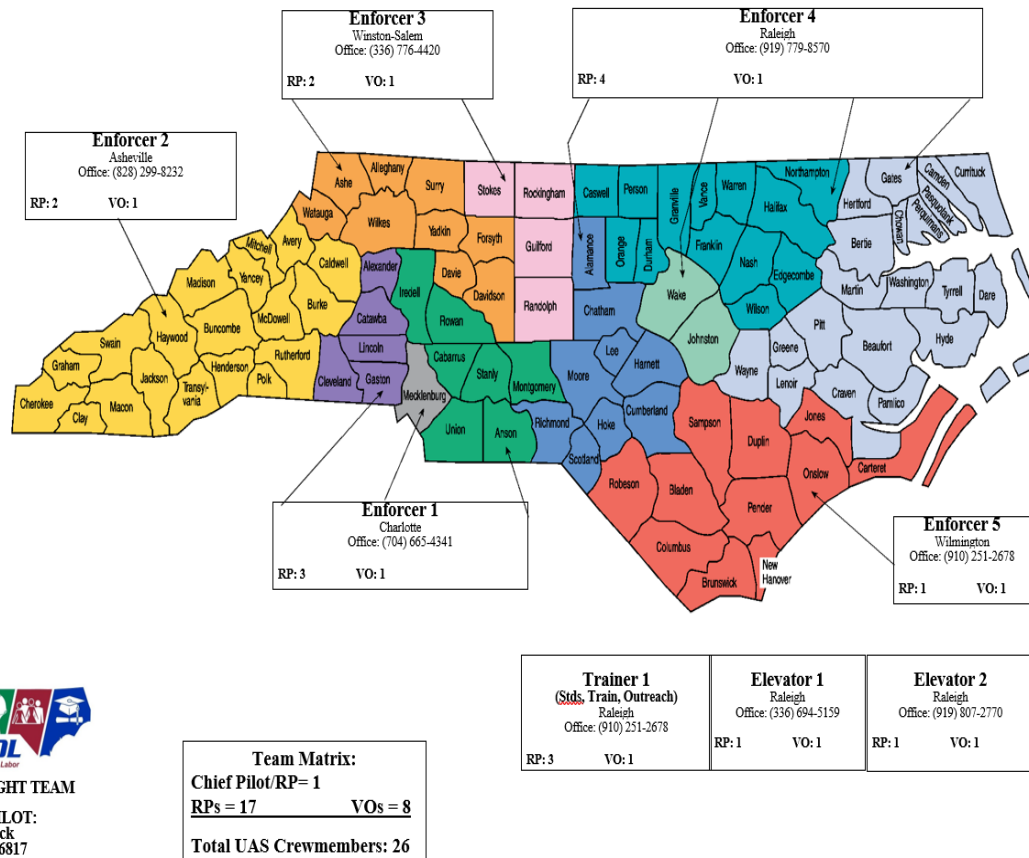 Enforcer 3
Winston-Salem
Office: (336) 776-4420
RP: 2 VO: 1
Enforcer 4
Raleigh
Office: (919) 779-8570
RP: 4 VO: 1
Enforcer 2
Asheville
Office: (828) 299-8232
RP: 2 VO: 1
Ashe
Alleghany
Surry
Stokes
Rockingham
Caswell
Person
Granville
Vance
Warren
Northampton
Halifax
Hertford
Gates
Camden
Currituck
Pasquotank
Perquimans
Chowan
Bertie
Watauga
Wilkes
Yadkin
Forsyth
Guilford
Alamance
Orange
Durham
Franklin
Nash
Edgecombe
Martin
Washington
Tyrrell
Dare
Mitchell
Avery
Caldwell
Alexander
Iredell
Davie
Davidson
Randolph
Chatham
Wake
Wilson
Madison
Yancey
Burke
Catawba
Rowan
Johnston
Pitt
Beaufort
Hyde
Swain
Haywood
Buncombe
McDowell
Rutherford
Lincoln
Cabarrus
Stanly
Montgomery
Moore
Lee
Harnett
Wayne
Greene
Lenoir
Craven
Pamlico
Graham
Jackson
Henderson
Polk
Cleveland
Gaston
Mecklenburg
Cherokee
Clay
Macon
Transyl-
vania
Union
Anson
Richmond
Hoke
Cumberland
Scotland
Sampson
Duplin
Jones
Onslow
Carteret
Robeson
Bladen
Pender
Columbus
Brunswick
New
Hanover
Enforcer 1
Charlotte
Office: (704) 665-4341
RP: 3 VO: 1
Enforcer 5
Wilmington
Office: (910) 251-2678
RP: 1 VO: 1
Trainer 1
(Stds, Train, Outreach)
Raleigh
Office: (910) 251-2678
RP: 3 VO: 1
Elevator 1
Raleigh
Office: (336) 694-5159
RP: 1 VO: 1
Elevator 2
Raleigh
Office: (919) 807-2770
RP: 1 VO: 1
OL
Labor
GHT TEAM
ILOT:
ck
6817
Team Matrix:
Chief Pilot/RP= 1
RPs = 17 VOs = 8
Total UAS Crewmembers: 26